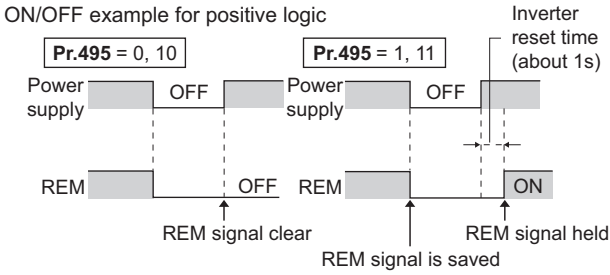 ON/OFF example for positive logic
Inverter
reset time
(about 1s)
Pr.495 = 0, 10
Pr.495 = 1, 11
Power
supply
OFF
Power
supply
OFF
REM
OFF
REM
ON
REM signal clear
REM signal held
REM signal is saved